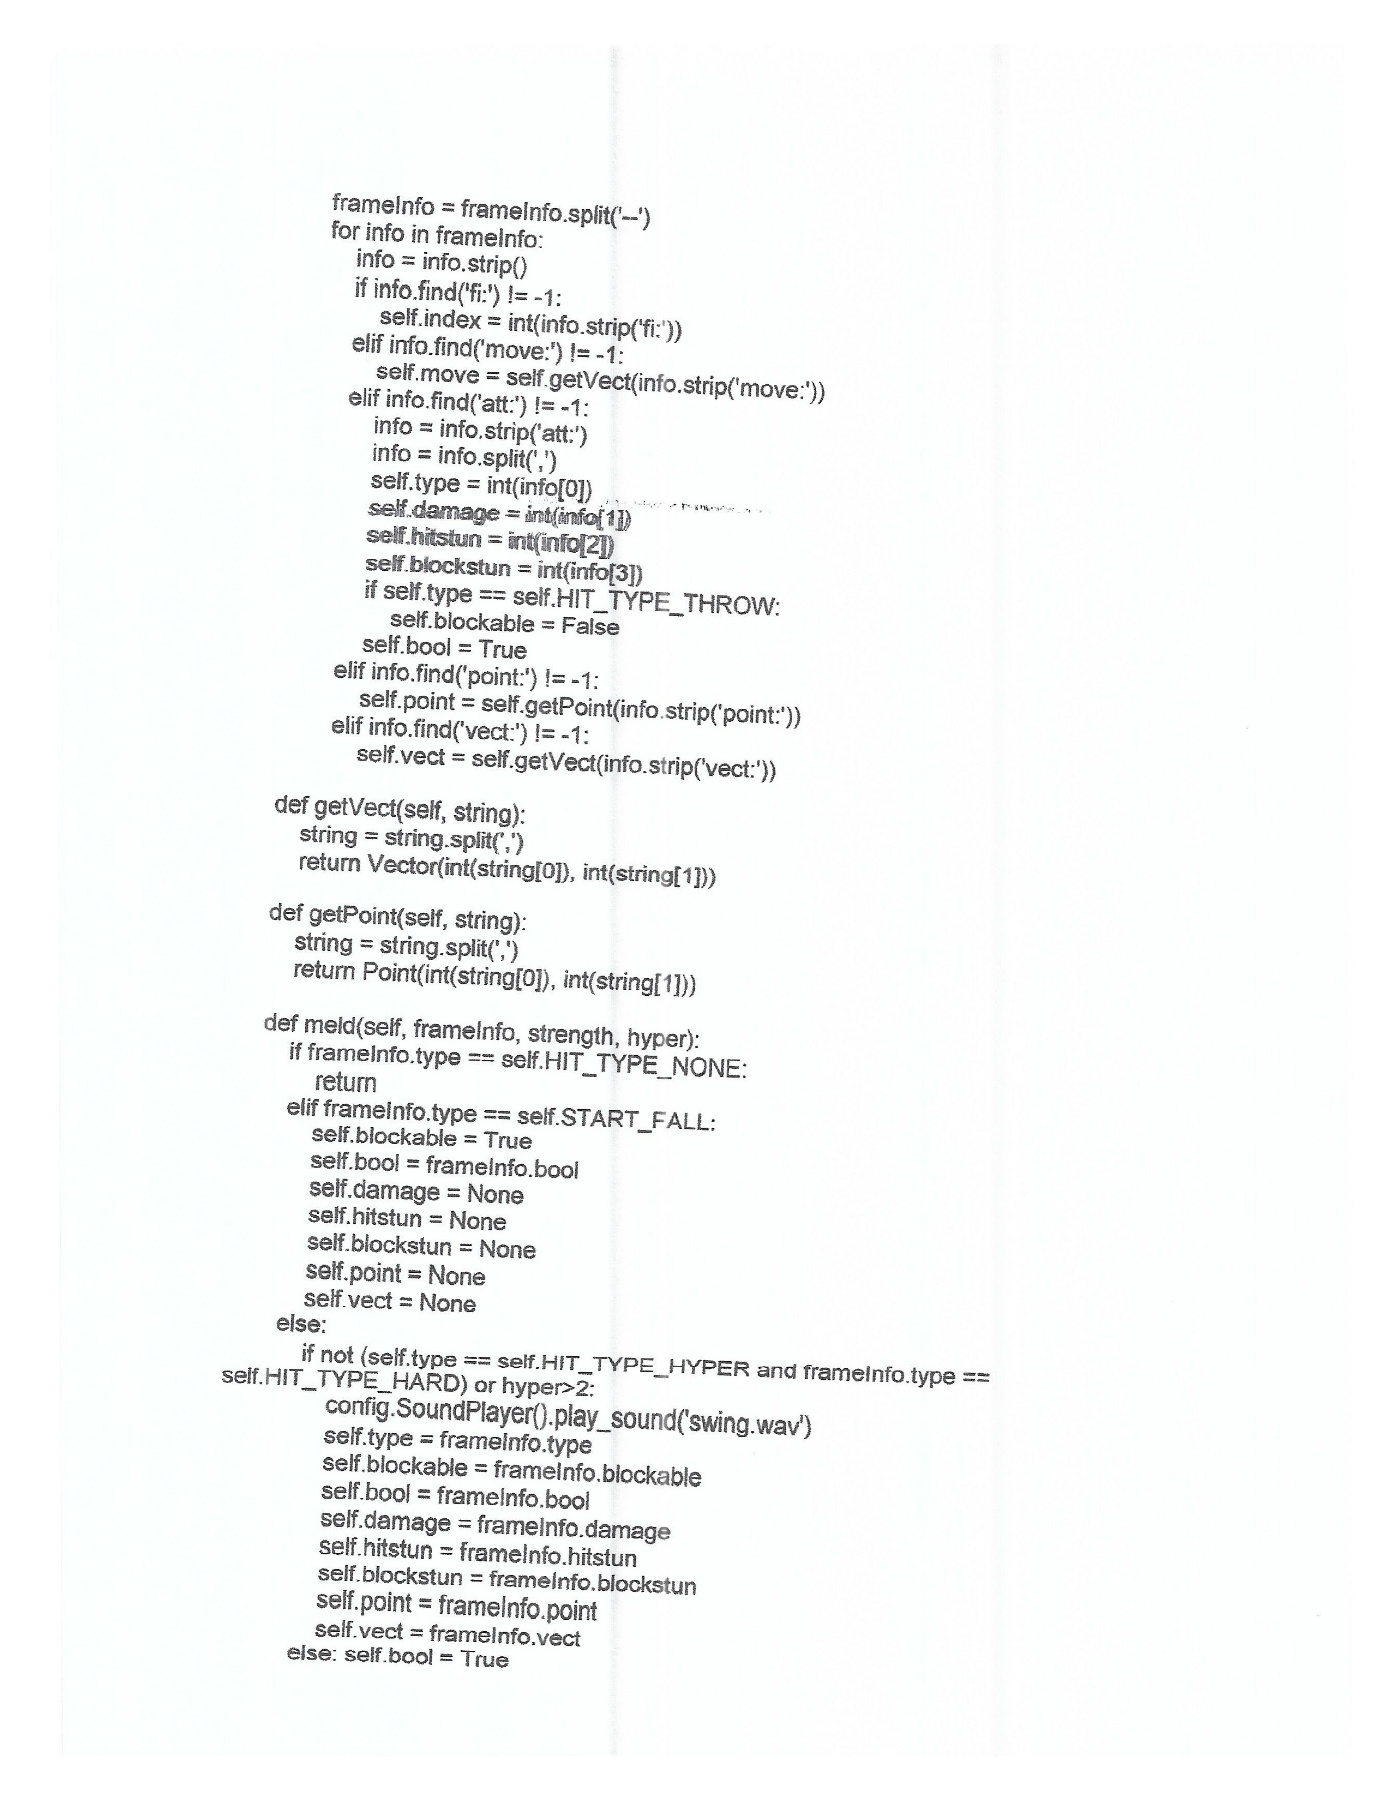 frameInfo = frameInfo.split('--')
for info in frameInfo:
info = info.strip()
if info.find('fi:') != -1:
self.index = int(info.strip('fi:'))
elif info.find('move:') != -1:
self.move = self.getVect(info.strip('move:'))
elif info.find('att:') != -1:
info = info.strip('att:')
info = info.split(',')
self.type = int(info[0])
self.damage = int(info[1])
self.hitstun = int(info[2])
self.blockstun = int(info[3])
if self.type == self.HIT_TYPE_THROW:
self.blockable = False
self.bool = True
elif info.find('point:') != -1:
self.point = self.getPoint(info.strip('point:'))
elif info.find('vect:') != -1:
self.vect = self.getVect(info.strip('vect:'))
def getVect(self, string):
string = string.split(',')
return Vector(int(string[0]), int(string[1]))
def getPoint(self, string):
string = string.split(',')
return Point(int(string[0]), int(string[1]))
def meld(self, frameInfo, strength, hyper):
if frameInfo.type == self.HIT_TYPE_NONE:
return
elif frameInfo.type == self.START_FALL:
self.blockable = True
self.bool = frameInfo.bool
self.damage = None
self.hitstun = None
self.blockstun = None
self.point = None
self.vect = None
else:
if not (self.type == self.HIT_TYPE_HYPER and frameInfo.type ==
self.HIT_TYPE_HARD) or hyper>2:
config.SoundPlayer().play_sound('swing.wav')
self.type = frameInfo.type
self.blockable = frameInfo.blockable
self.bool = frameInfo.bool
self.damage = frameInfo.damage
self.hitstun = frameInfo.hitstun
self.blockstun = frameInfo.blockstun
self.point = frameInfo.point
self.vect = frameInfo.vect
else: self.bool = True